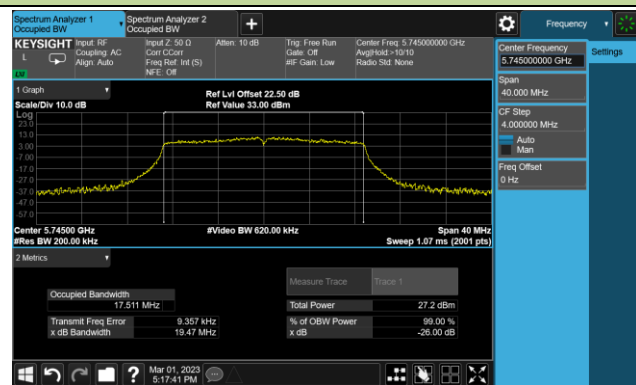 Spectrum Analyzer 1
Occupied BW
Spectrum Analyzer 2
Occupied BW
+
Frequency
KEYSIGHT
L
Input: RF
Coupling: AC
Align: Auto
Input Z: 50 Ω
Corr CCorr
Freq Ref: Int (S)
NFE: Off
Atten: 10 dB
Trig: Free Run
Gate: Off
#IF Gain: Low
Center Freq: 5.745000000 GHz
Avg|Hold:>10/10
Radio Std: None
Center Frequency
5.745000000 GHz
Settings
Span
40.000 MHz
CF Step
4.000000 MHz
Auto
Man
Freq Offset
0 Hz
1 Graph
Scale/Div 10.0 dB
Ref Lvl Offset 22.50 dB
Ref Value 33.00 dBm
Log
23.0
13.0
3.00
-7.00
-17.0
-27.0
-37.0
-47.0
-57.0
Center 5.74500 GHz
#Res BW 200.00 kHz
#Video BW 620.00 kHz
Span 40 MHz
Sweep 1.07 ms (2001 pts)
2 Metrics
Measure Trace
Trace 1
Occupied Bandwidth
17.511 MHz
Total Power
27.2 dBm
Transmit Freq Error
9.357 kHz
% of OBW Power
99.00 %
x dB Bandwidth
19.47 MHz
x dB
-26.00 dB
?
Mar 01, 2023
5:17:41 PM